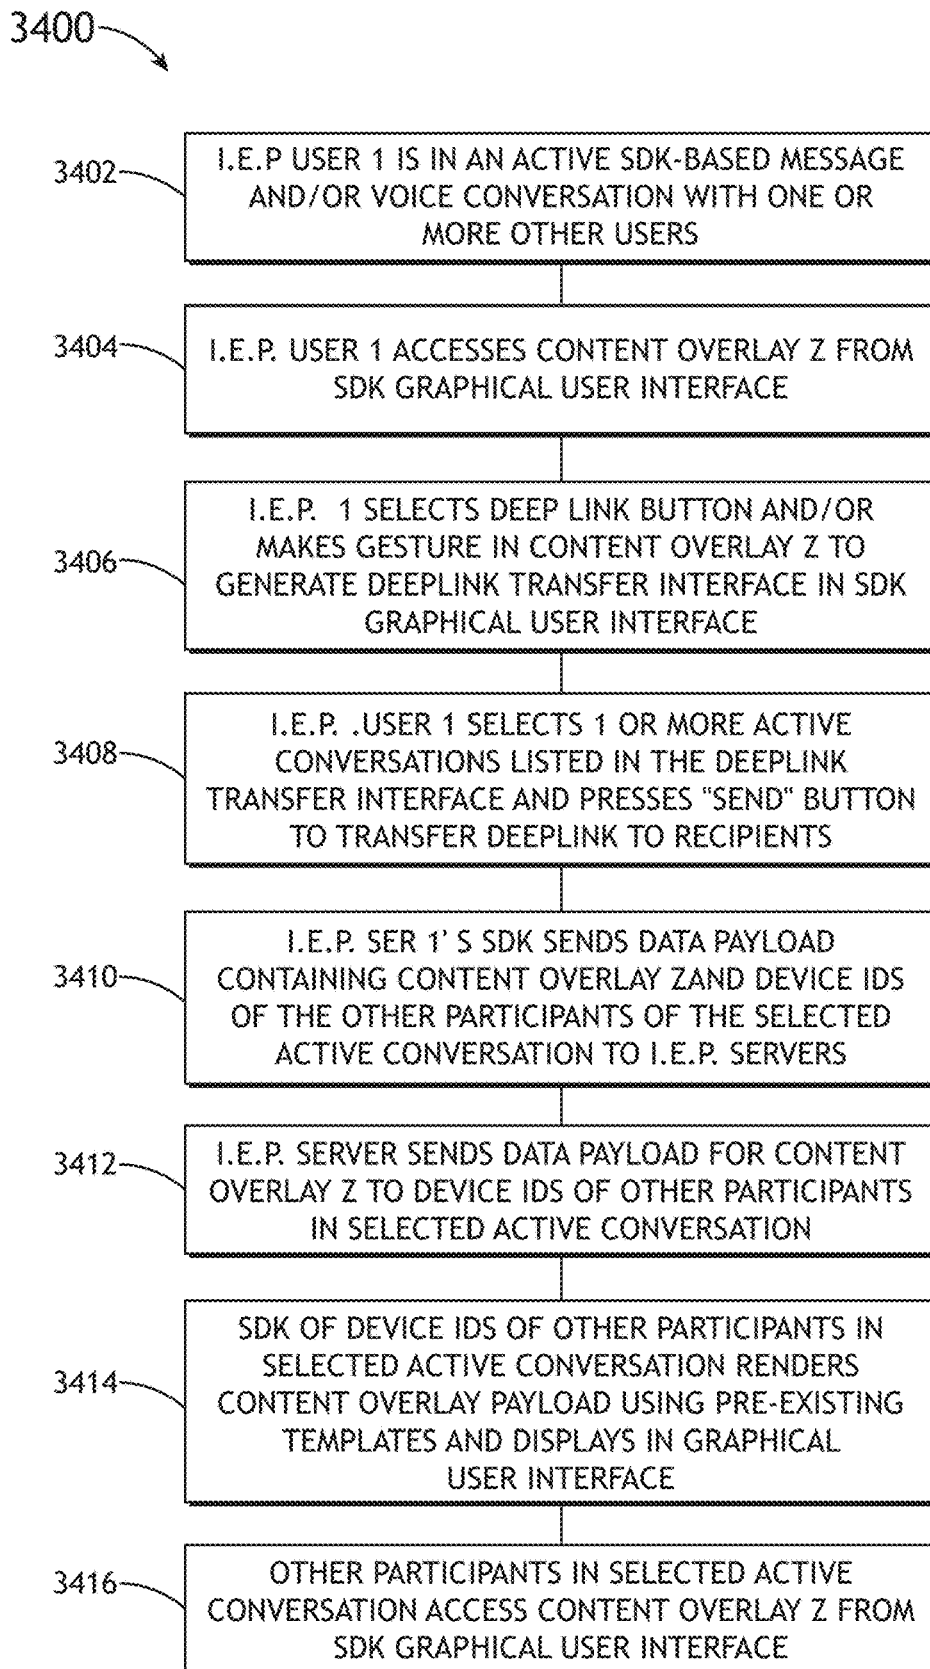 3400
3402
I.E.P USER 1 IS IN AN ACTIVE SDK-BASED MESSAGE
AND/OR VOICE CONVERSATION WITH ONE OR
MORE OTHER USERS
3404
I.E.P. USER 1 ACCESSES CONTENT OVERLAY Z FROM
SDK GRAPHICAL USER INTERFACE
3406
I.E.P. 1 SELECTS DEEP LINK BUTTON AND/OR
MAKES GESTURE IN CONTENT OVERLAY Z TO
GENERATE DEEPLINK TRANSFER INTERFACE IN SDK
GRAPHICAL USER INTERFACE
3408
I.E.P. .USER 1 SELECTS 1 OR MORE ACTIVE
CONVERSATIONS LISTED IN THE DEEPLINK
TRANSFER INTERFACE AND PRESSES "SEND" BUTTON
TO TRANSFER DEEPLINK TO RECIPIENTS
3410
I.E.P. SER 1' S SDK SENDS DATA PAYLOAD
CONTAINING CONTENT OVERLAY ZAND DEVICE IDS
OF THE OTHER PARTICIPANTS OF THE SELECTED
ACTIVE CONVERSATION TO I.E.P. SERVERS
3412
I.E.P. SERVER SENDS DATA PAYLOAD FOR CONTENT
OVERLAY Z TO DEVICE IDS OF OTHER PARTICIPANTS
IN SELECTED ACTIVE CONVERSATION
3414
SDK OF DEVICE IDS OF OTHER PARTICIPANTS IN
SELECTED ACTIVE CONVERSATION RENDERS
CONTENT OVERLAY PAYLOAD USING PRE-EXISTING
TEMPLATES AND DISPLAYS IN GRAPHICAL
USER INTERFACE
3416
OTHER PARTICIPANTS IN SELECTED ACTIVE
CONVERSATION ACCESS CONTENT OVERLAY Z FROM
SDK GRAPHICAL USER INTERFACE